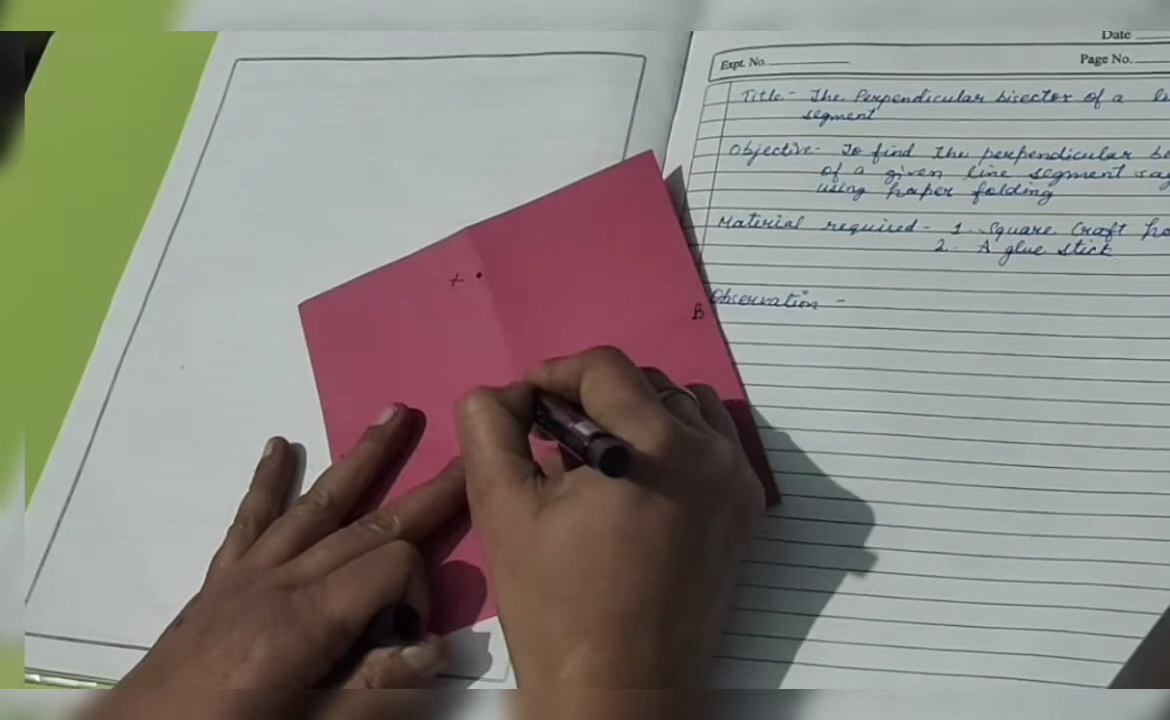 Date
Expt. No.
Page No.
Title - The Perpendicular bisector of a
segment
Objective - To find the perpendicular
of a given line segment
using paper folding
Material required - 1. Square Craft
2. A glue stick
Observation -
x
B